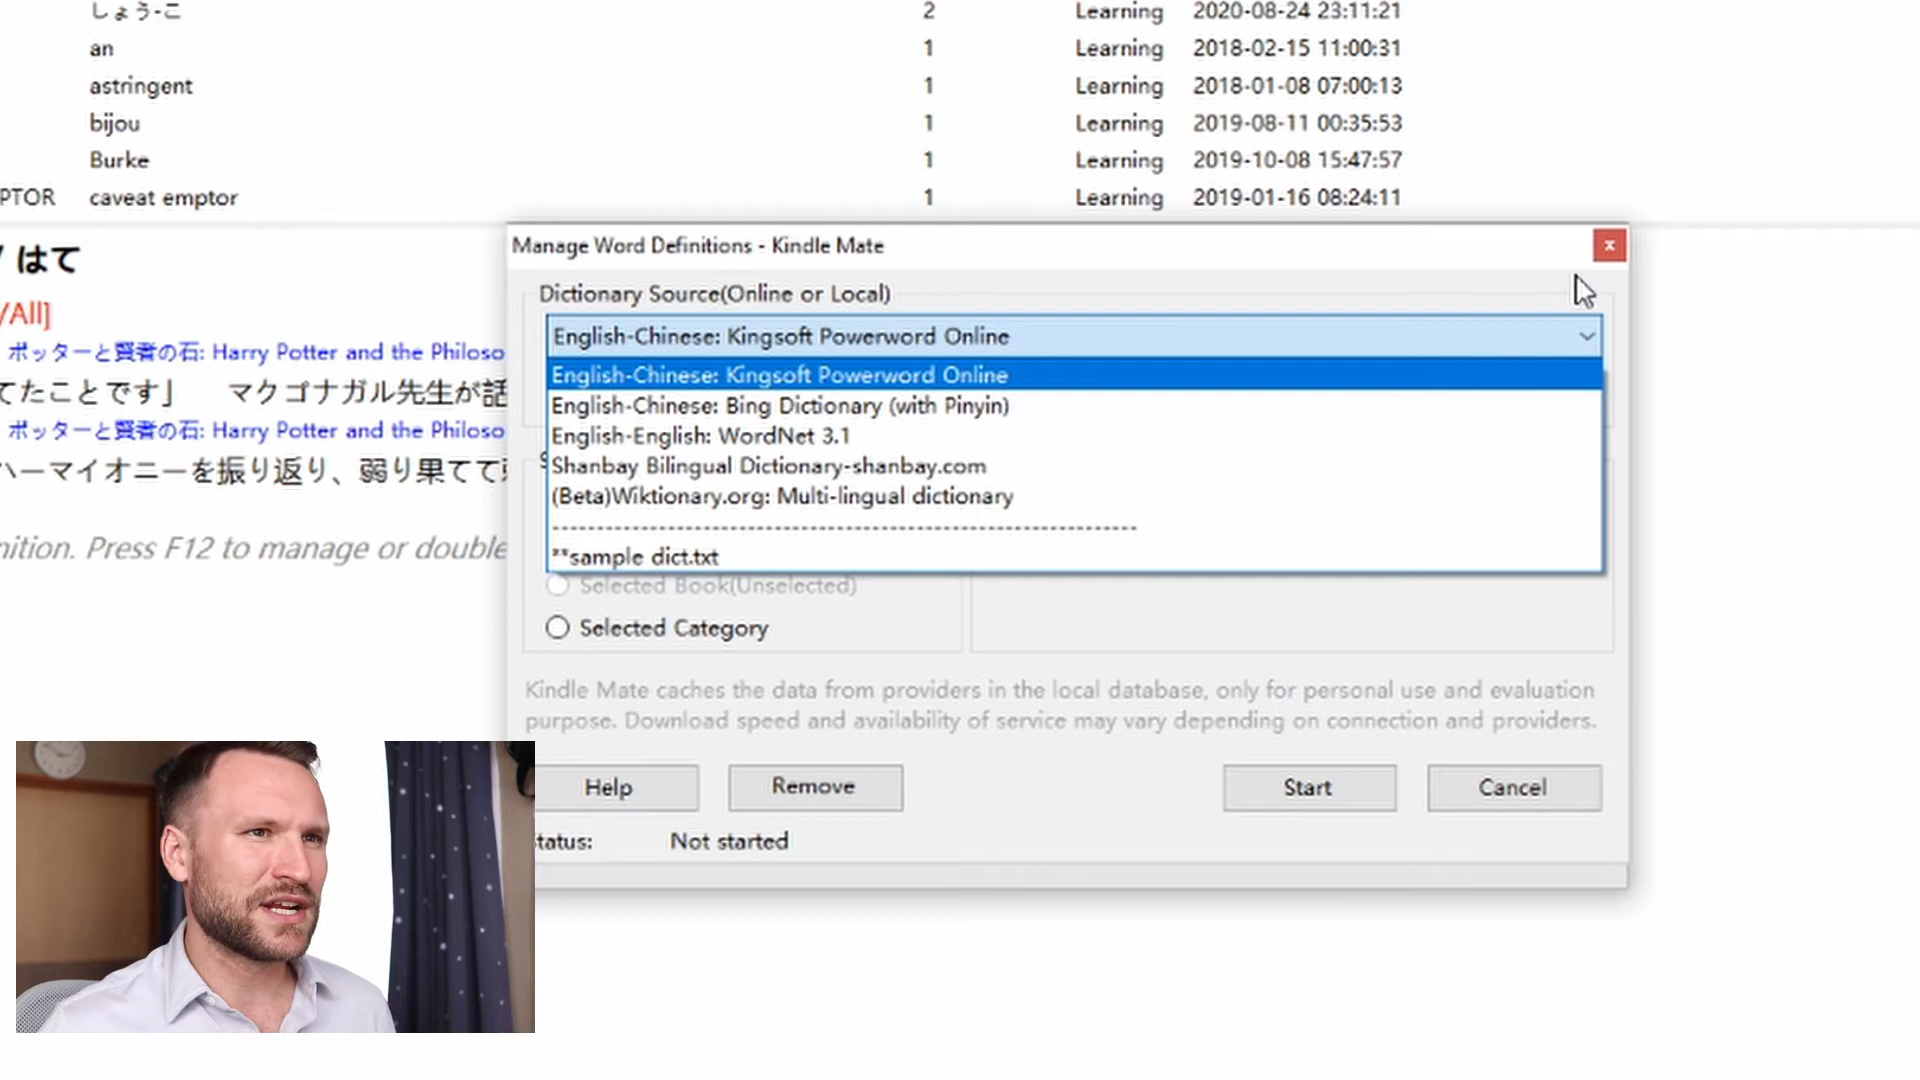 しょう-こ 2 Learning 2020-08-24 23:11:21
an 1 Learning 2018-02-15 11:00:31
astringent 1 Learning 2018-01-08 07:00:13
bijou 1 Learning 2019-08-11 00:35:53
Burke 1 Learning 2019-10-08 15:47:57
PTOR caveat emptor 1 Learning 2019-01-16 08:24:11
/ はて
/All]
ポッターと賢者の石: Harry Potter and the Philoso
てたことです」 マクゴナガル先生が話
ポッターと賢者の石: Harry Potter and the Philoso
ハーマイオニーを振り返り、弱り果てて
nition. Press F12 to manage or double
Manage Word Definitions - Kindle Mate
Dictionary Source(Online or Local)
English-Chinese: Kingsoft Powerword Online
English-Chinese: Kingsoft Powerword Online
English-Chinese: Bing Dictionary (with Pinyin)
English-English: WordNet 3.1
Shanbay Bilingual Dictionary-shanbay.com
(Beta)Wiktionary.org: Multi-lingual dictionary
--------------------------------------------------------------
**sample dict.txt
Selected Book(Unselected)
Selected Category
Kindle Mate caches the data from providers in the local database, only for personal use and evaluation
purpose. Download speed and availability of service may vary depending on connection and providers.
Help Remove Start Cancel
tatus: Not started